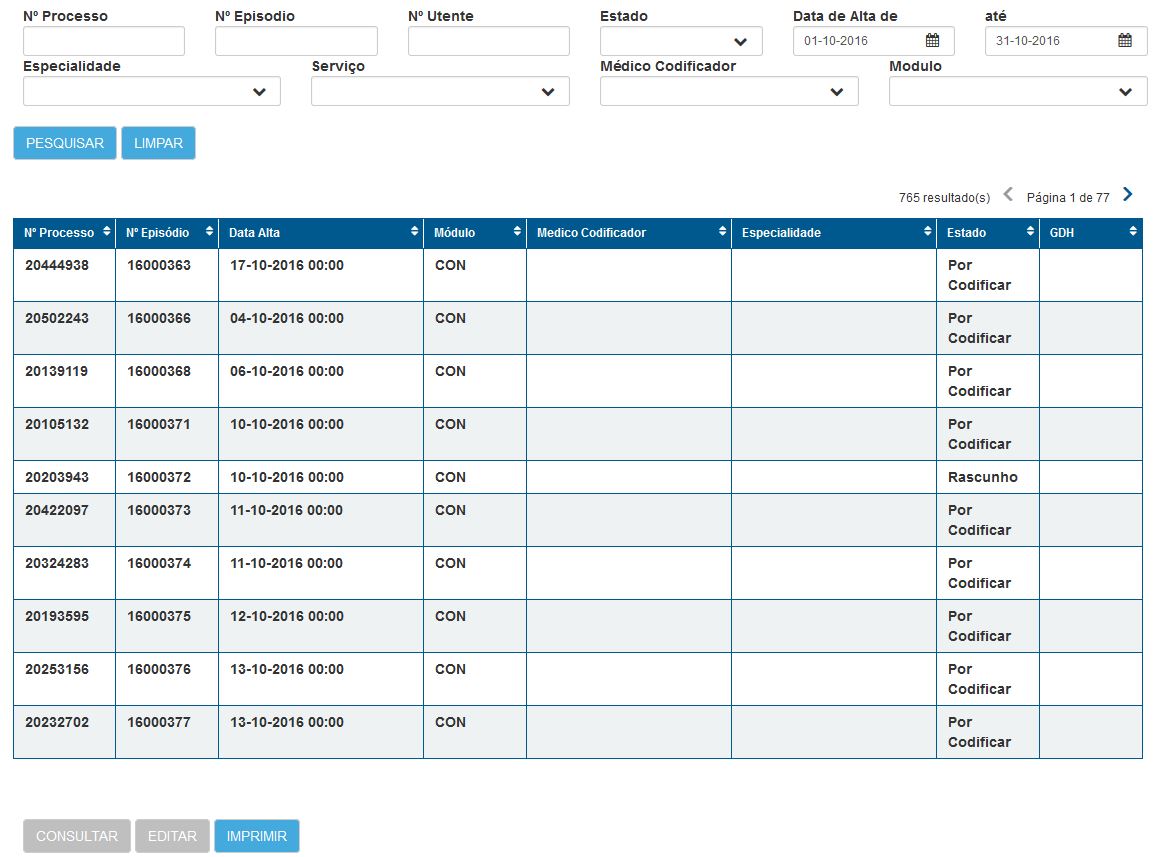 Nº Processo Nº Episodio Nº Utente Estado Data de Alta de até
01-10-2016 31-10-2016
Especialidade Serviço Médico Codificador Modulo
PESQUISAR LIMPAR
765 resultado(s) Página 1 de 77
Nº Processo Nº Episódio Data Alta Módulo Medico Codificador Especialidade Estado GDH
20444938 16000363 17-10-2016 00:00 CON Por
Codificar
20502243 16000366 04-10-2016 00:00 CON Por
Codificar
20139119 16000368 06-10-2016 00:00 CON Por
Codificar
20105132 16000371 10-10-2016 00:00 CON Por
Codificar
20203943 16000372 10-10-2016 00:00 CON Rascunho
20422097 16000373 11-10-2016 00:00 CON Por
Codificar
20324283 16000374 11-10-2016 00:00 CON Por
Codificar
20193595 16000375 12-10-2016 00:00 CON Por
Codificar
20253156 16000376 13-10-2016 00:00 CON Por
Codificar
20232702 16000377 13-10-2016 00:00 CON Por
Codificar
CONSULTAR EDITAR IMPRIMIR